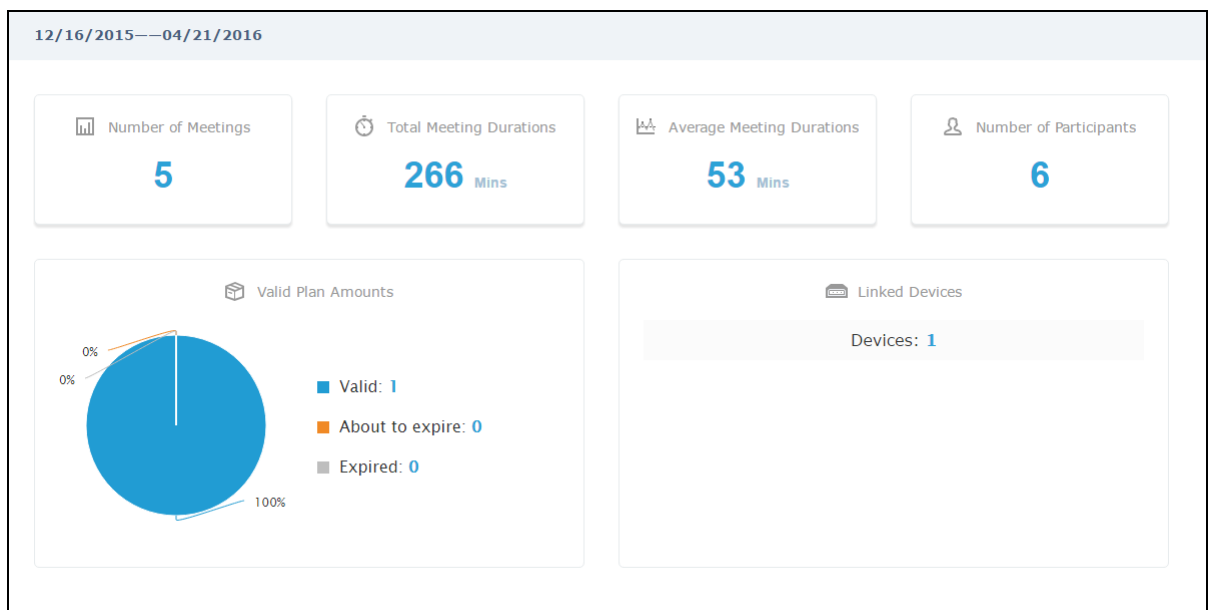 12/16/2015——04/21/2016
Number of Meetings
5
Total Meeting Durations
266 Mins
Average Meeting Durations
53 Mins
Number of Participants
6
Valid Plan Amounts
0%
0%
100%
Valid: 1
About to expire: 0
Expired: 0
Linked Devices
Devices: 1